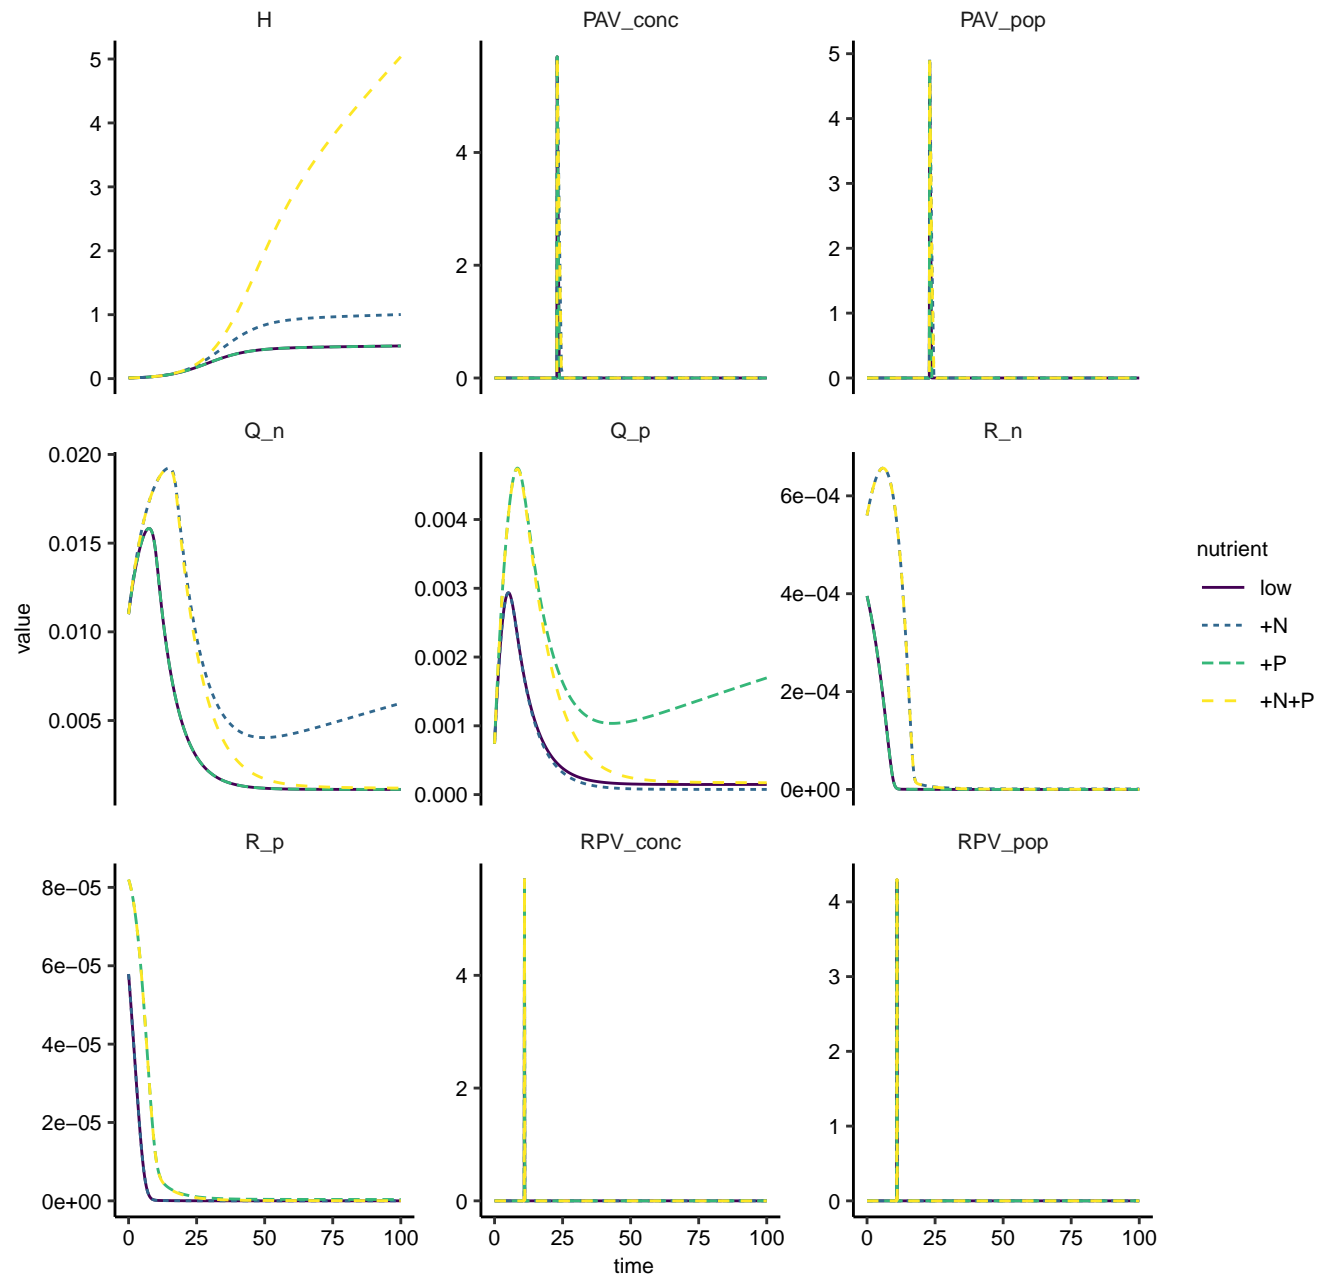 H
PAV_conc
PAV_pop
5
4
3
2
1
0
4
2
0
5
4
3
2
1
0
Q_n
Q_p
R_n
0.020
0.015
0.010
0.005
0.004
0.003
0.002
0.001
0.000
6e−04
4e−04
2e−04
0e+00
R_p
RPV_conc
RPV_pop
8e−05
6e−05
4e−05
2e−05
0e+00
4
2
0
4
3
2
1
0
0 25 50 75 100
0 25 50 75 100
0 25 50 75 100
time
value
nutrient
low
+N
+P
+N+P